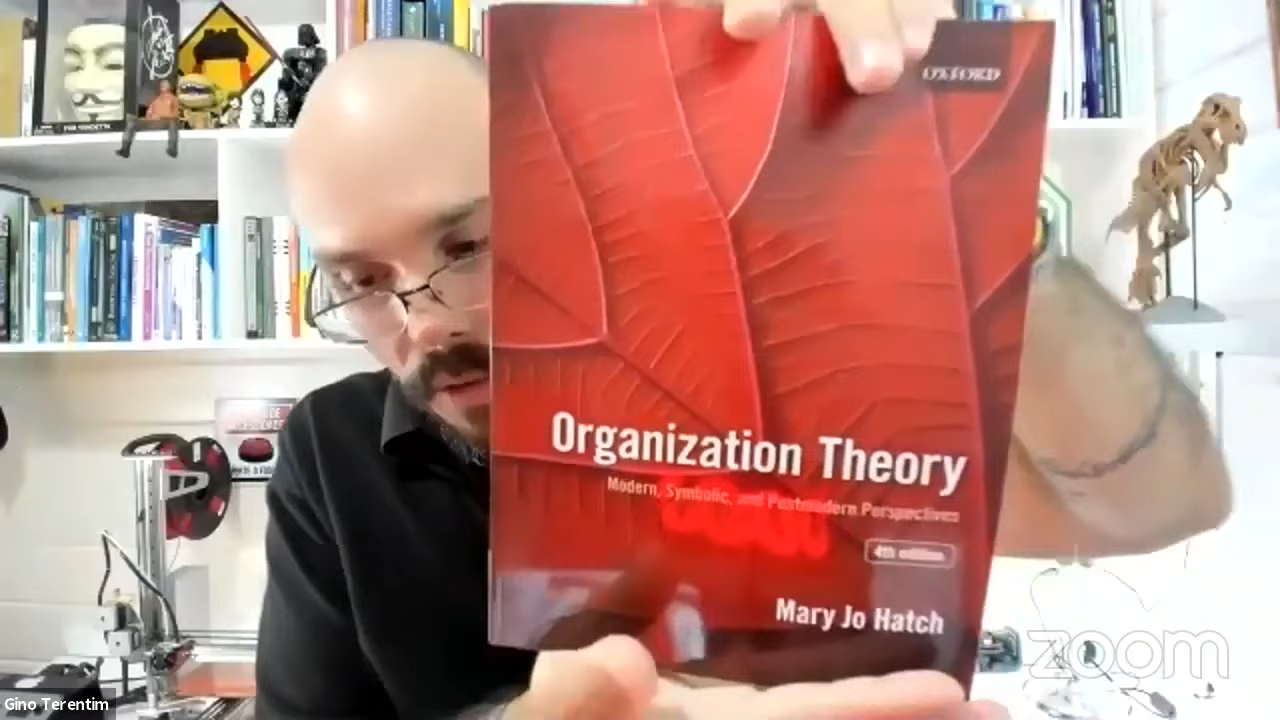 OXFORD
Organization Theory
Modern, Symbolic, and Postmodern Perspectives
4th edition
Mary Jo Hatch
zoom
Gino Terentim